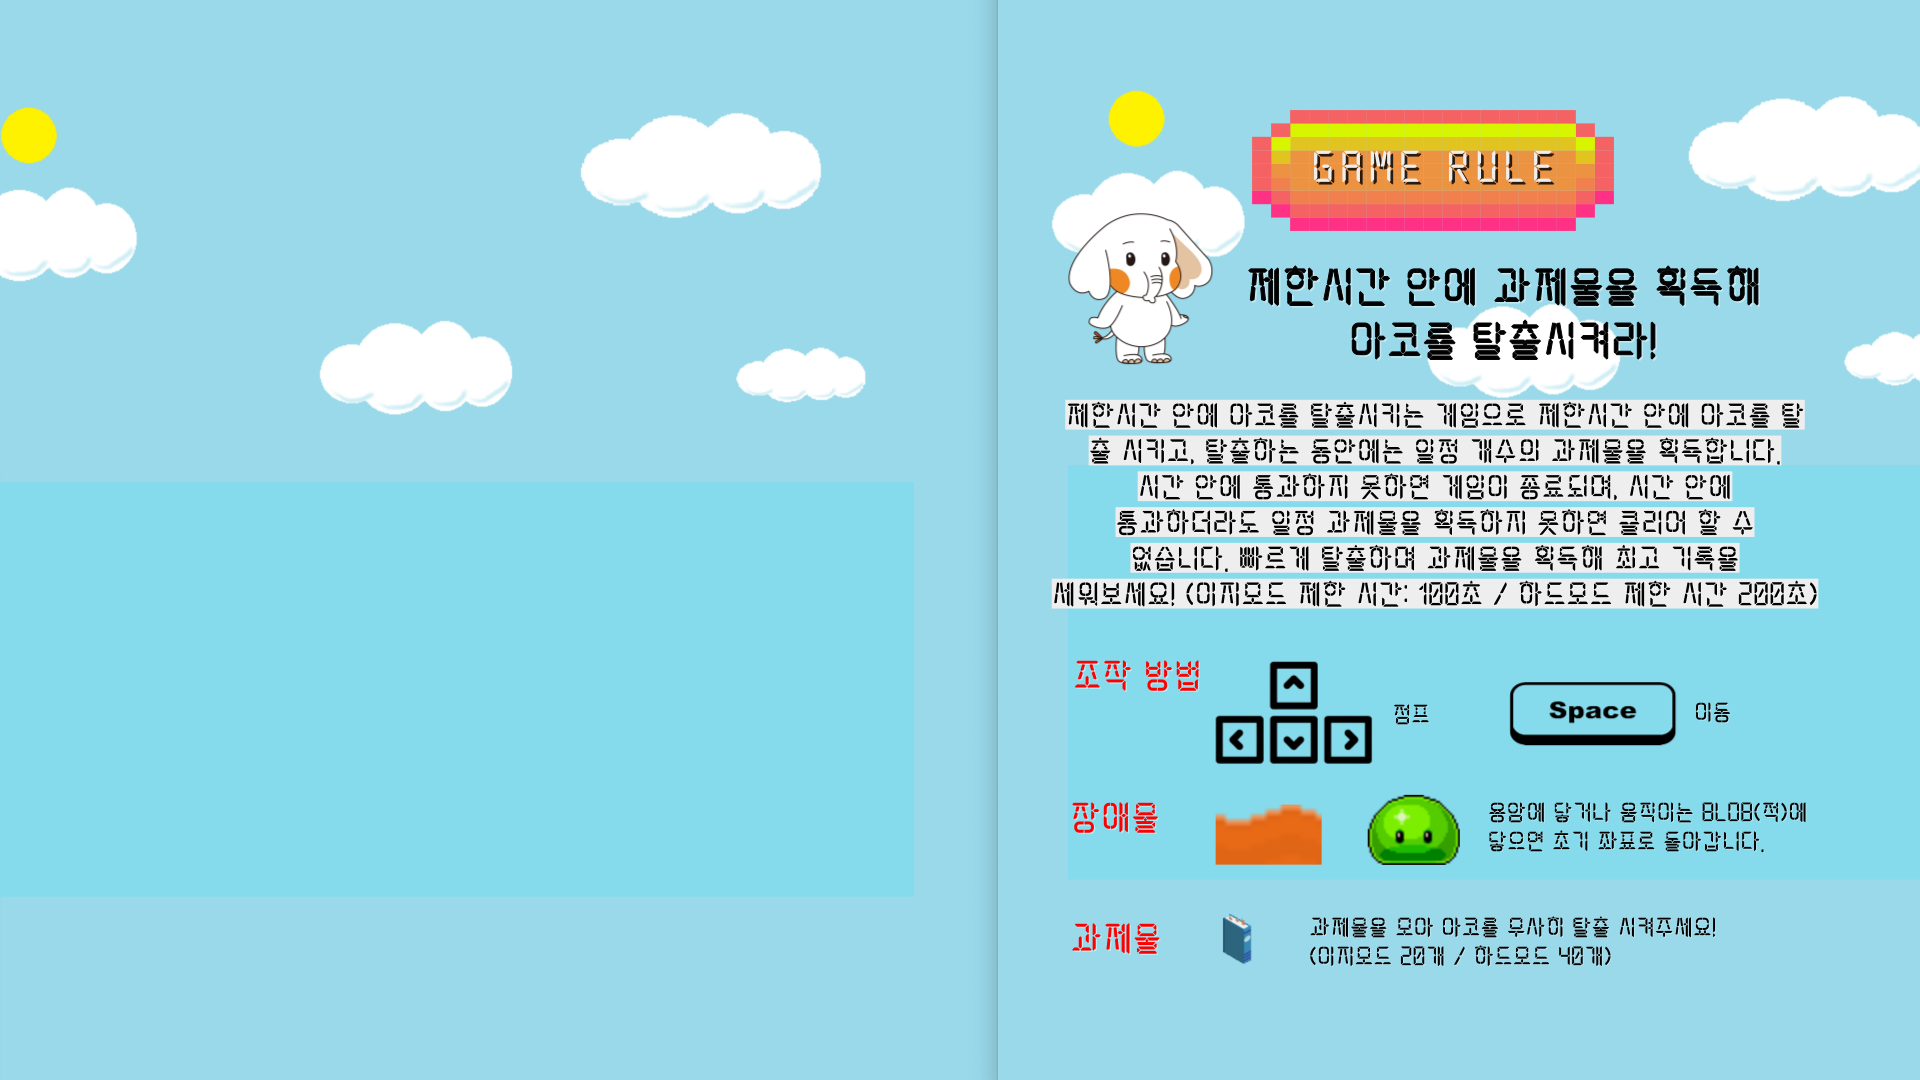 GAME RULE
제한시간 안에 과제물을 획득해
아코를 탈출시켜라!
제한시간 안에 아코를 탈출시키는 게임으로 제한시간 안에 아코를 탈
출 시키고, 탈출하는 동안에는 일정 개수의 과제물을 획득합니다.
시간 안에 통과하지 못하면 게임이 종료되며, 시간 안에
통과하더라도 일정 과제물을 획득하지 못하면 클리어 할 수
없습니다. 빠르게 탈출하며 과제물을 획득해 최고 기록을
세워보세요! (이지모드 제한 시간: 100초 / 하드모드 제한 시간 200초)
조작 방법
점프
Space
이동
장애물
용암에 닿거나 움직이는 BLOB(적)에
닿으면 초기 좌표로 돌아갑니다.
과제물
과제물을 모아 아코를 무사히 탈출 시켜주세요!
(이지모드 20개 / 하드모드 40개)